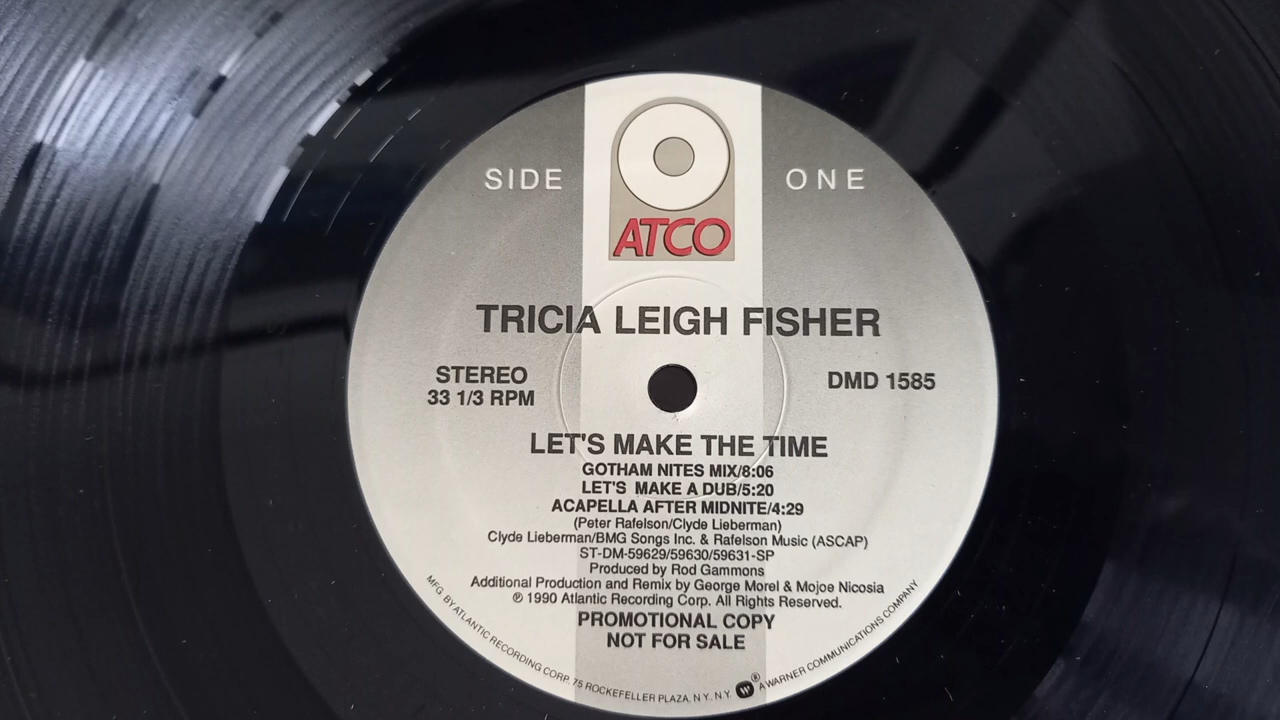 SIDE ONE
ATCO
TRICIA LEIGH FISHER
STEREO
33 1/3 RPM
DMD 1585
LET'S MAKE THE TIME
GOTHAM NITES MIX/8:06
LET'S MAKE A DUB/5:20
ACAPELLA AFTER MIDNITE/4:29
(Peter Rafelson/Clyde Lieberman)
Clyde Lieberman/BMG Songs Inc. & Rafelson Music (ASCAP)
ST-DM-59629/59630/59631-SP
Produced by Rod Gammons
Additional Production and Remix by George Morel & Mojoe Nicosia
℗ 1990 Atlantic Recording Corp. All Rights Reserved.
PROMOTIONAL COPY
NOT FOR SALE
MFG. BY ATLANTIC RECORDING CORP. 75 ROCKEFELLER PLAZA, N.Y. N.Y. W ® A WARNER COMMUNICATIONS COMPANY